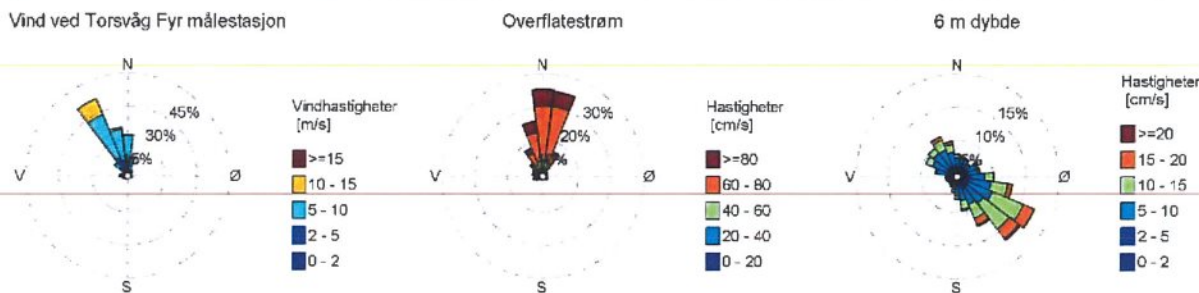 Vind ved Torsvåg Fyr målestasjon
N
45%
30%
V
Ø
S
Vindhastigheter
[m/s]
>=15
10 - 15
5 - 10
2 - 5
0 - 2
Overflatestrøm
N
30%
20%
V
Ø
S
Hastigheter
[cm/s]
>=80
60 - 80
40 - 60
20 - 40
0 - 20
6 m dybde
N
15%
10%
V
Ø
S
Hastigheter
[cm/s]
>=20
15 - 20
10 - 15
5 - 10
2 - 5
0 - 2